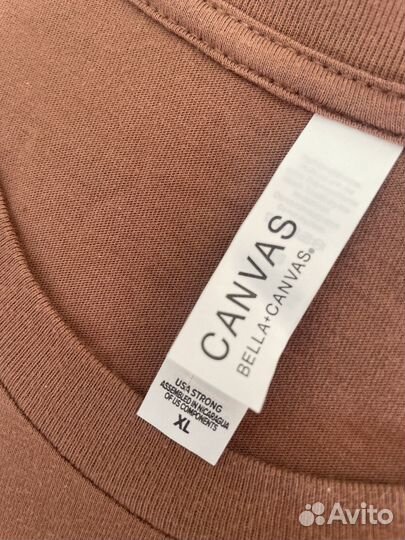 CANVAS
BELLA+CANVAS®
USA STRONG
ASSEMBLED IN NICARAGUA
OF US COMPONENTS
XL
Avito